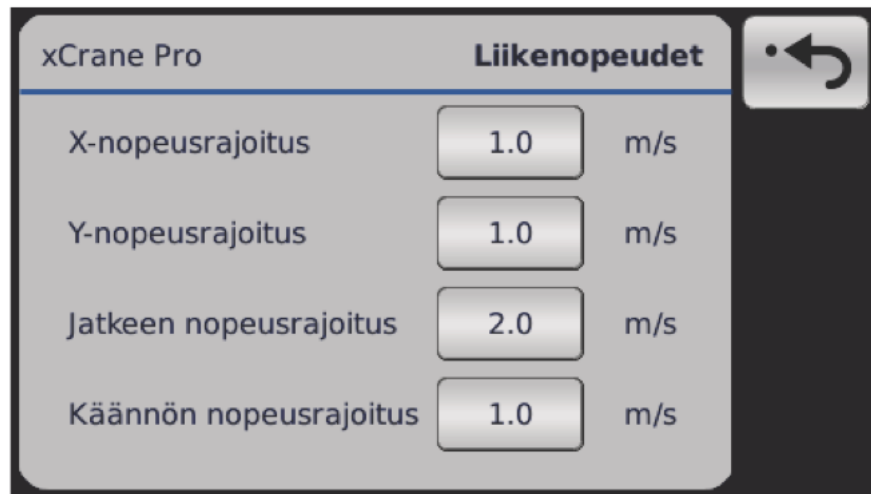 xCrane Pro Liikenopeudet
X-nopeusrajoitus 1.0 m/s
Y-nopeusrajoitus 1.0 m/s
Jatkeen nopeusrajoitus 2.0 m/s
Käännön nopeusrajoitus 1.0 m/s